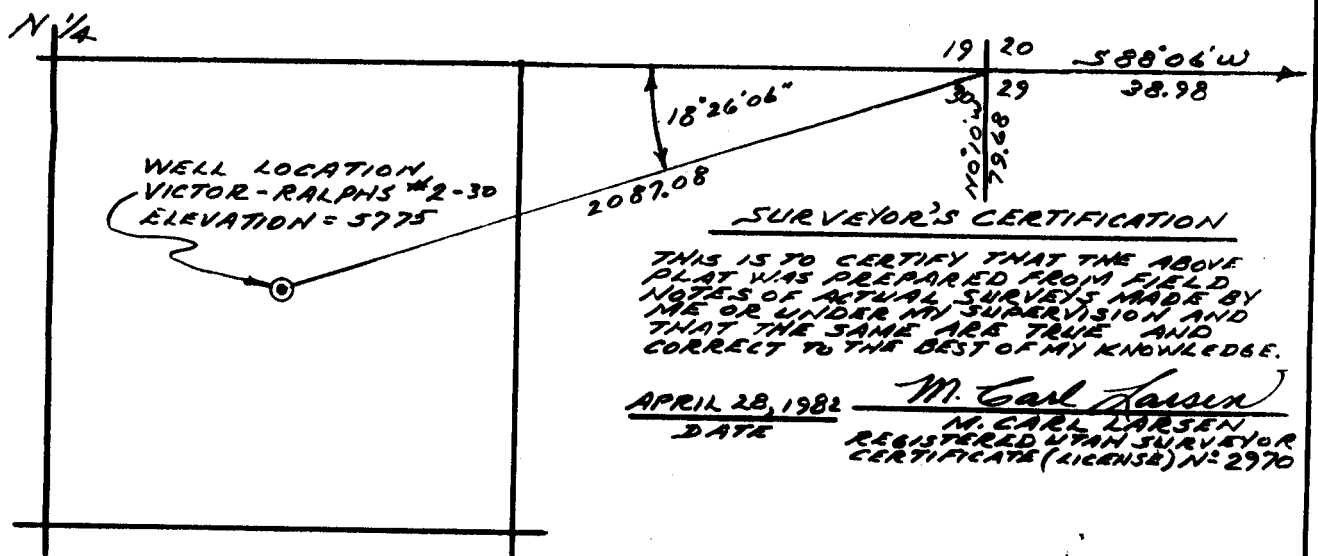 N 1/4
19 20
S88°06'W
30 29
38.98
18°26'06"
N0°10'W
79.68
2087.08
WELL LOCATION
VICTOR-RALPHS #2-30
ELEVATION = 5775
SURVEYOR'S CERTIFICATION
THIS IS TO CERTIFY THAT THE ABOVE
PLAT WAS PREPARED FROM FIELD
NOTES OF ACTUAL SURVEYS MADE BY
ME OR UNDER MY SUPERVISION AND
THAT THE SAME ARE TRUE AND
CORRECT TO THE BEST OF MY KNOWLEDGE.
M. Carl Larsen
APRIL 28, 1982
DATE
M. CARL LARSEN
REGISTERED UTAH SURVEYOR
CERTIFICATE (LICENSE) Nº 2970